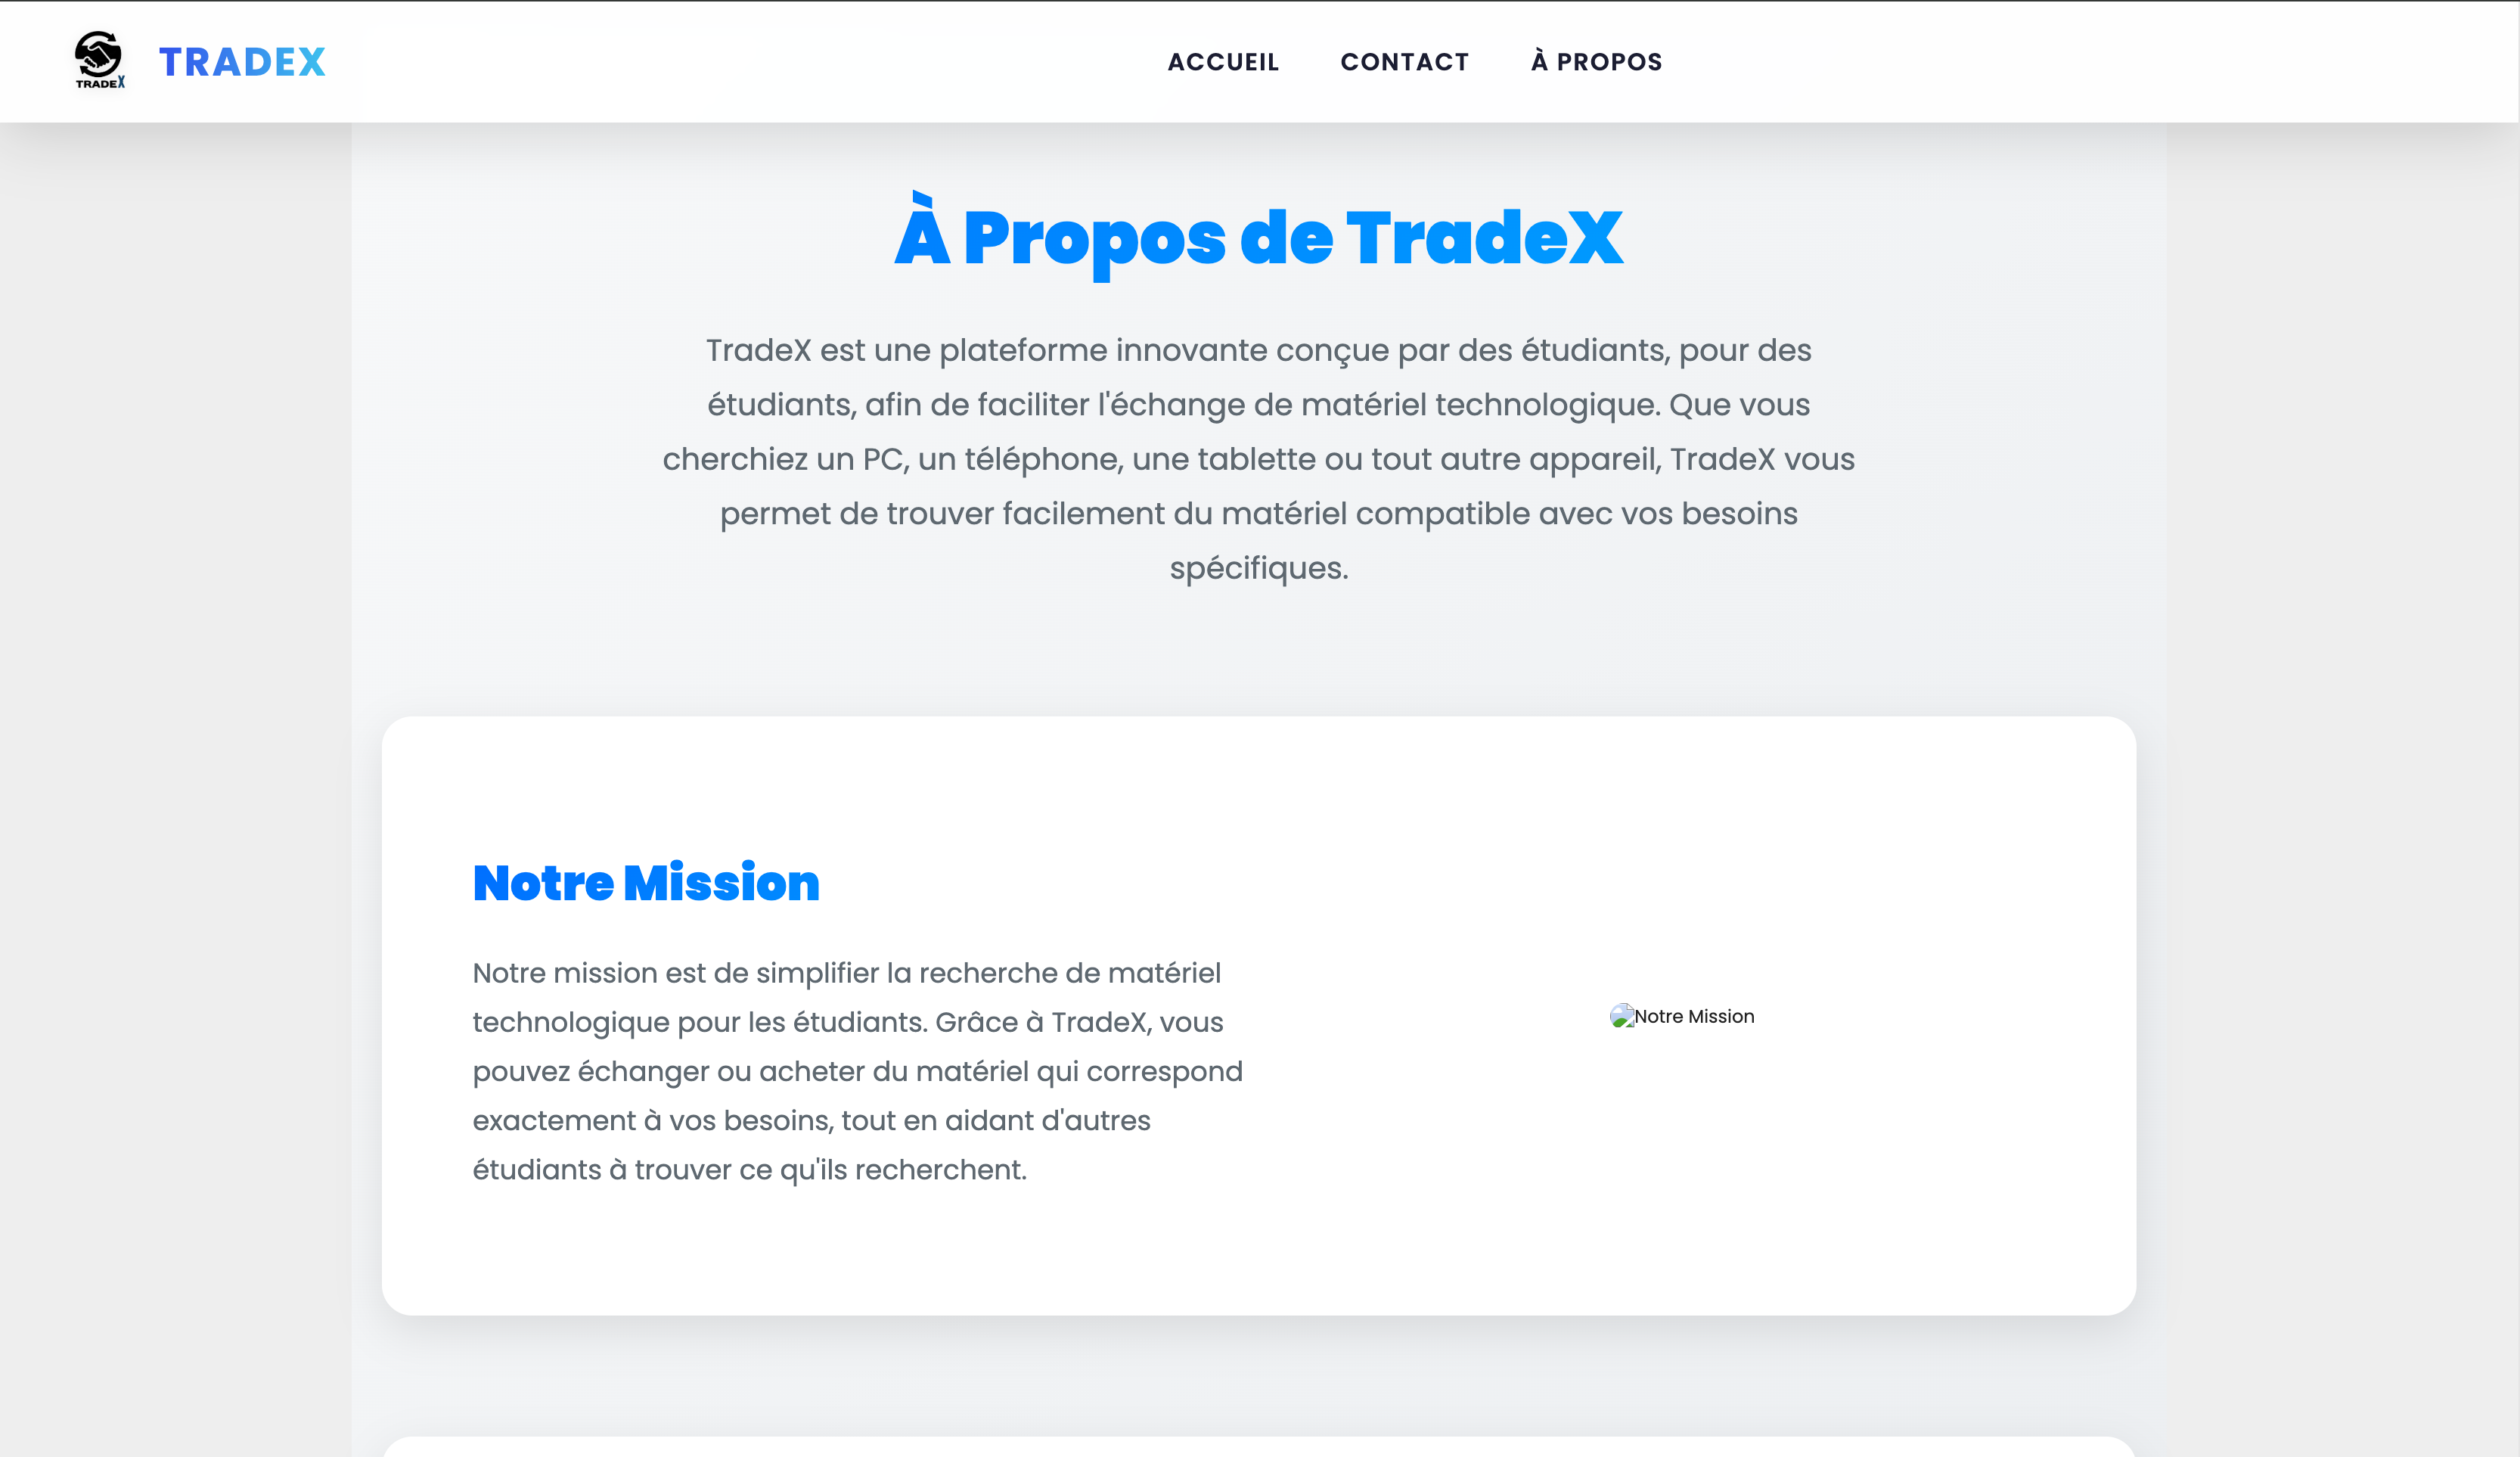 TRADEX
TRADEX
ACCUEIL
CONTACT
À PROPOS
À Propos de TradeX
TradeX est une plateforme innovante conçue par des étudiants, pour des
étudiants, afin de faciliter l'échange de matériel technologique. Que vous
cherchiez un PC, un téléphone, une tablette ou tout autre appareil, TradeX vous
permet de trouver facilement du matériel compatible avec vos besoins
spécifiques.
Notre Mission
Notre mission est de simplifier la recherche de matériel
technologique pour les étudiants. Grâce à TradeX, vous
pouvez échanger ou acheter du matériel qui correspond
exactement à vos besoins, tout en aidant d'autres
étudiants à trouver ce qu'ils recherchent.
Notre Mission